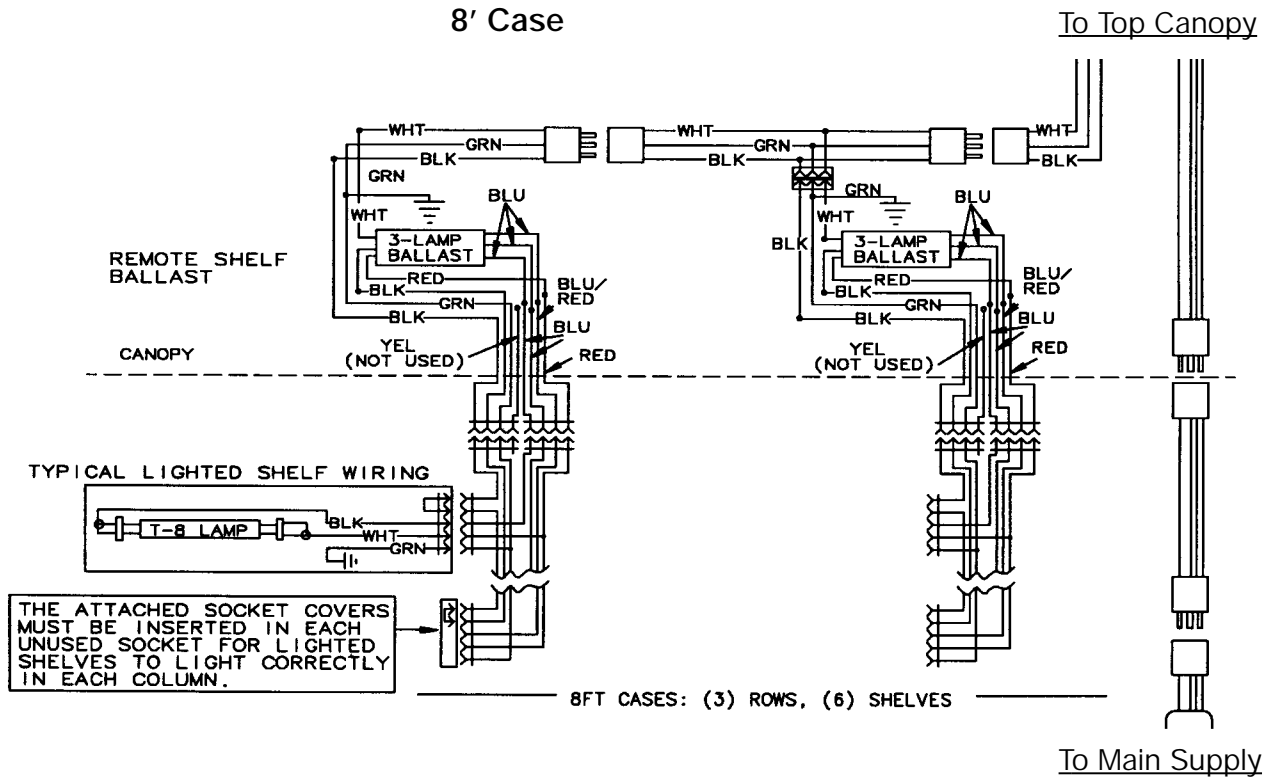 8' Case
To Top Canopy
WHT
GRN
BLK
WHT
GRN
BLK
WHT
BLK
GRN
BLU
WHT
3-LAMP
BALLAST
RED
BLK
GRN
BLK
BLU/
RED
BLU
YEL
(NOT USED)
RED
GRN
BLU
WHT
BLK
3-LAMP
BALLAST
RED
BLK
GRN
BLK
BLU/
RED
BLU
YEL
(NOT USED)
RED
REMOTE SHELF
BALLAST
CANOPY
TYPICAL LIGHTED SHELF WIRING
T-8 LAMP
BLK
WHT
GRN
THE ATTACHED SOCKET COVERS
MUST BE INSERTED IN EACH
UNUSED SOCKET FOR LIGHTED
SHELVES TO LIGHT CORRECTLY
IN EACH COLUMN.
8FT CASES: (3) ROWS, (6) SHELVES
To Main Supply